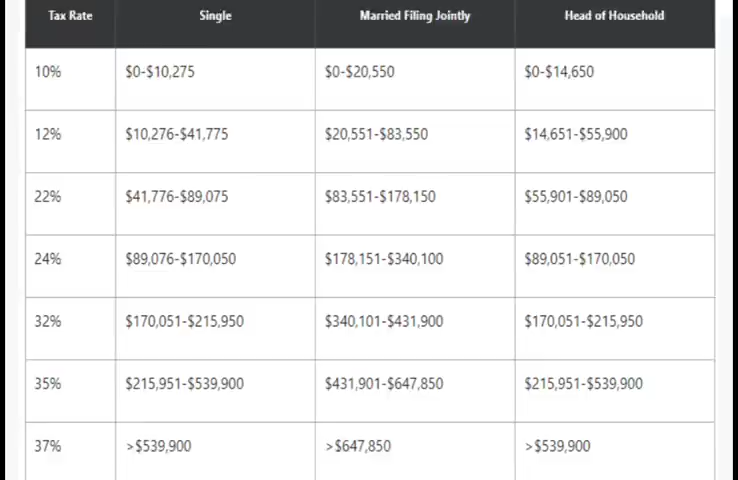 Tax Rate Single Married Filing Jointly Head of Household
10% $0-$10,275 $0-$20,550 $0-$14,650
12% $10,276-$41,775 $20,551-$83,550 $14,651-$55,900
22% $41,776-$89,075 $83,551-$178,150 $55,901-$89,050
24% $89,076-$170,050 $178,151-$340,100 $89,051-$170,050
32% $170,051-$215,950 $340,101-$431,900 $170,051-$215,950
35% $215,951-$539,900 $431,901-$647,850 $215,951-$539,900
37% >$539,900 >$647,850 >$539,900